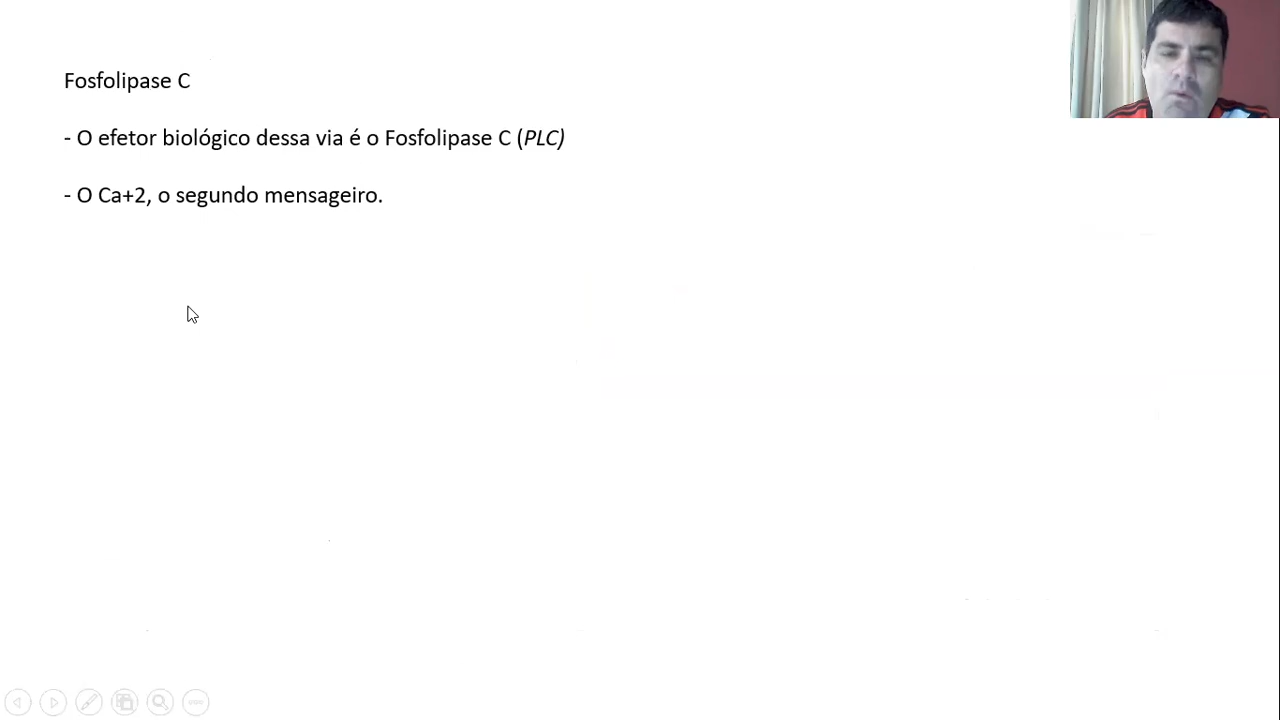 Fosfolipase C
- O efetor biológico dessa via é o Fosfolipase C (PLC)
- O Ca+2, o segundo mensageiro.